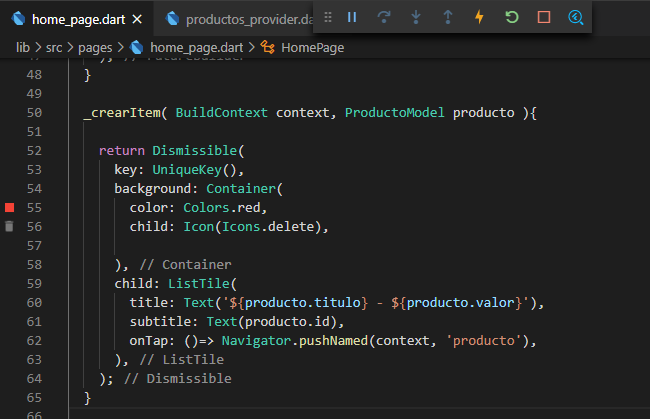 home_page.dart
productos_provider.da
lib > src > pages > home_page.dart > HomePage
48 }
49
50 _crearItem( BuildContext context, ProductoModel producto ){
51
52 return Dismissible(
53 key: UniqueKey(),
54 background: Container(
55 color: Colors.red,
56 child: Icon(Icons.delete),
57
58 ), // Container
59 child: ListTile(
60 title: Text('${producto.titulo} - ${producto.valor}'),
61 subtitle: Text(producto.id),
62 onTap: ()=> Navigator.pushNamed(context, 'producto'),
63 ), // ListTile
64 ); // Dismissible
65 }
66